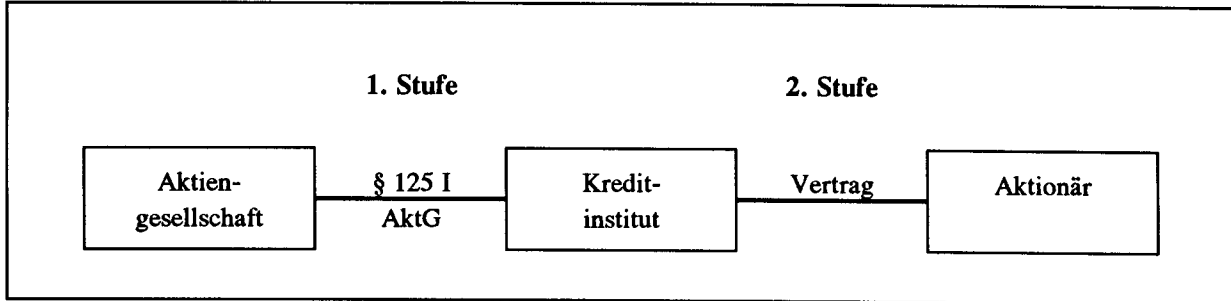 1. Stufe
2. Stufe
Aktien-
gesellschaft
§ 125 I
AktG
Kredit-
institut
Vertrag
Aktionär